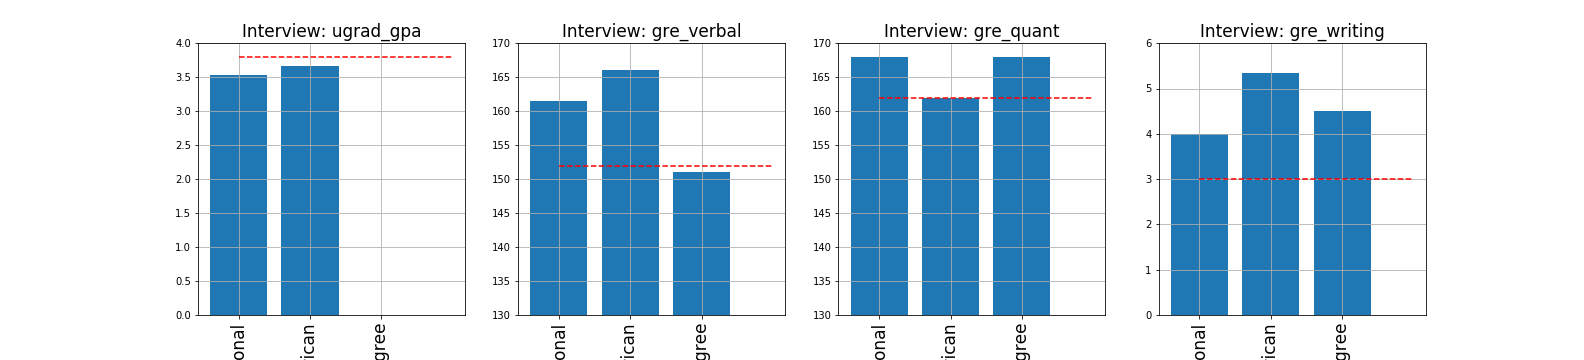 Interview: ugrad_gpa
4.0
3.5
3.0
2.5
2.0
1.5
1.0
0.5
0.0
onal
ican
gree
Interview: gre_verbal
170
165
160
155
150
145
140
135
130
onal
ican
gree
Interview: gre_quant
170
165
160
155
150
145
140
135
130
onal
ican
gree
Interview: gre_writing
6
5
4
3
2
1
0
onal
ican
gree